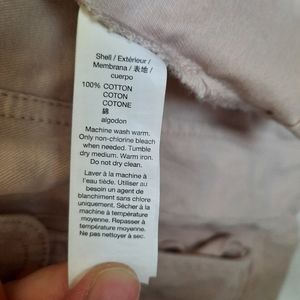 Shell / Extérieur /
Membrana / 表地 /
cuerpo
100% COTTON
COTON
COTONE
綿
algodon
Machine wash warm.
Only non-chlorine bleach
when needed. Tumble
dry medium. Warm iron.
Do not dry clean.
Laver à la machine à
l'eau tiède. Utiliser au
besoin un agent de
blanchiment sans chlore
uniquement. Sécher à la
machine à température
moyenne. Repasser à
température moyenne.
Ne pas nettoyer à sec.